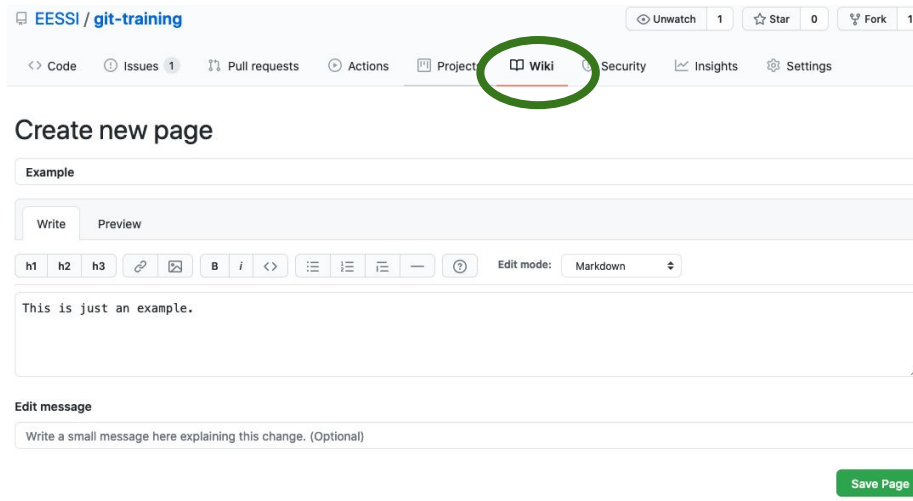 EESSI / git-training
Unwatch 1 Star 0 Fork 1
Code Issues 1 Pull requests Actions Projects Wiki Security Insights Settings
Create new page
Example
Write Preview
h1 h2 h3 B i <> Edit mode: Markdown
This is just an example.
Edit message
Write a small message here explaining this change. (Optional)
Save Page